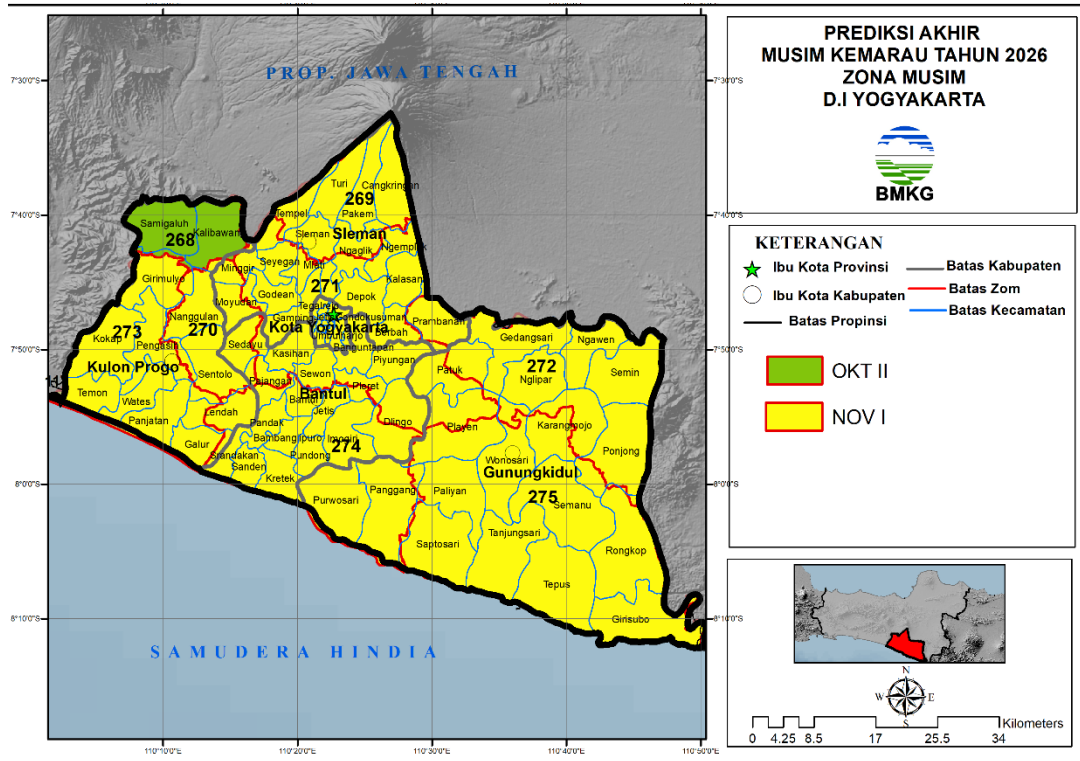 PREDIKSI AKHIR
MUSIM KEMARAU TAHUN 2026
ZONA MUSIM
D.I YOGYAKARTA
BMKG
KETERANGAN
Ibu Kota Provinsi
Ibu Kota Kabupaten
Batas Propinsi
Batas Kabupaten
Batas Zom
Batas Kecamatan
OKT II
NOV I
N
W E
S
Kilometers
0 4.25 8.5 17 25.5 34
PROP. JAWA TENGAH
SAMUDERA HINDIA
7°30'0"S
7°40'0"S
7°50'0"S
8°0'0"S
8°10'0"S
110°10'0"E
110°20'0"E
110°30'0"E
110°40'0"E
110°50'0"E
Turi
Cangkringan
269
Tempel
Pakem
Sleman
Sleman
Ngaglik
Ngemplak
Samigaluh
Kalibawang
268
Girimulyo
Minggir
Seyegan
Mlati
271
Kalasan
Moyudan
Godean
Depok
Tegalrejo
Gamping
Jetis
Gondokusuman
Prambanan
Nanggulan
273
270
Kota Yogyakarta
Umbulharjo
Berbah
Banguntapan
Kokap
Pengasih
Sedayu
Kasihan
Piyungan
Gedangsari
Ngawen
Kulon Progo
Sentolo
Pajangan
Sewon
Pleret
Patuk
272
Nglipar
Semin
Temon
Wates
Bantul
Bantul
Jetis
Panjatan
Lendah
Pandak
Dlingo
Playen
Karangmojo
Galur
Bambanglipuro
Imogiri
274
Srandakan
Sanden
Pundong
Kretek
Wonosari
Ponjong
Gunungkidul
Purwosari
Panggang
Paliyan
275
Semanu
Saptosari
Tanjungsari
Rongkop
Tepus
Girisubo